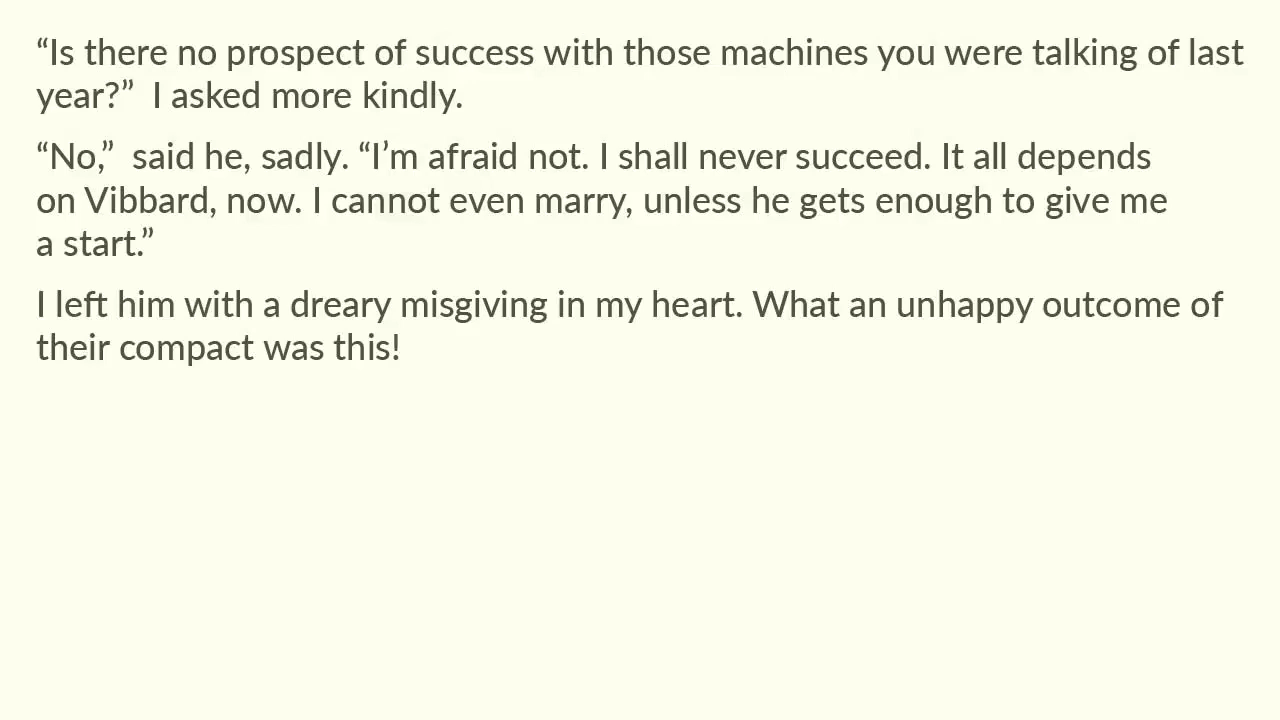 “Is there no prospect of success with those machines you were talking of last
year?”  I asked more kindly.
“No,”  said he, sadly. “I’m afraid not. I shall never succeed. It all depends
on Vibbard, now. I cannot even marry, unless he gets enough to give me
a start.”
I left him with a dreary misgiving in my heart. What an unhappy outcome of
their compact was this!